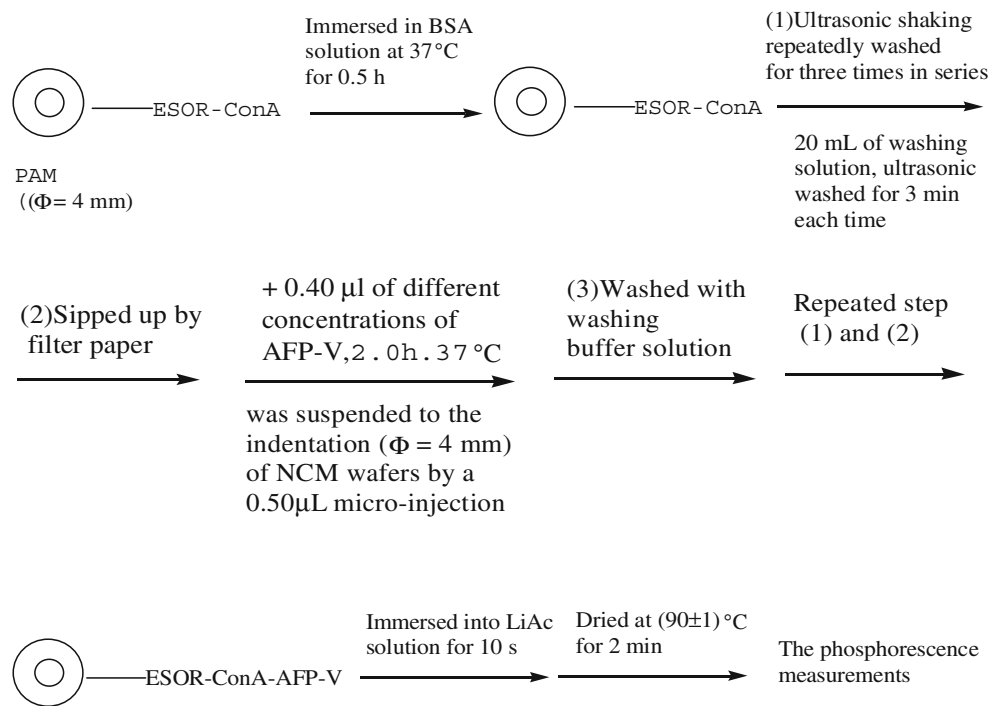 Immersed in BSA
solution at 37°C
for 0.5 h
ESOR-ConA
PAM
((Φ= 4 mm)
ESOR-ConA
(1)Ultrasonic shaking
repeatedly washed
for three times in series
20 mL of washing
solution, ultrasonic
washed for 3 min
each time
(2)Sipped up by
filter paper
+ 0.40 µl of different
concentrations of
AFP-V,2.0h.37°C
was suspended to the
indentation (Φ = 4 mm)
of NCM wafers by a
0.50µL micro-injection
(3)Washed with
washing
buffer solution
Repeated step
(1) and (2)
ESOR-ConA-AFP-V
Immersed into LiAc
solution for 10 s
Dried at (90±1) °C
for 2 min
The phosphorescence
measurements